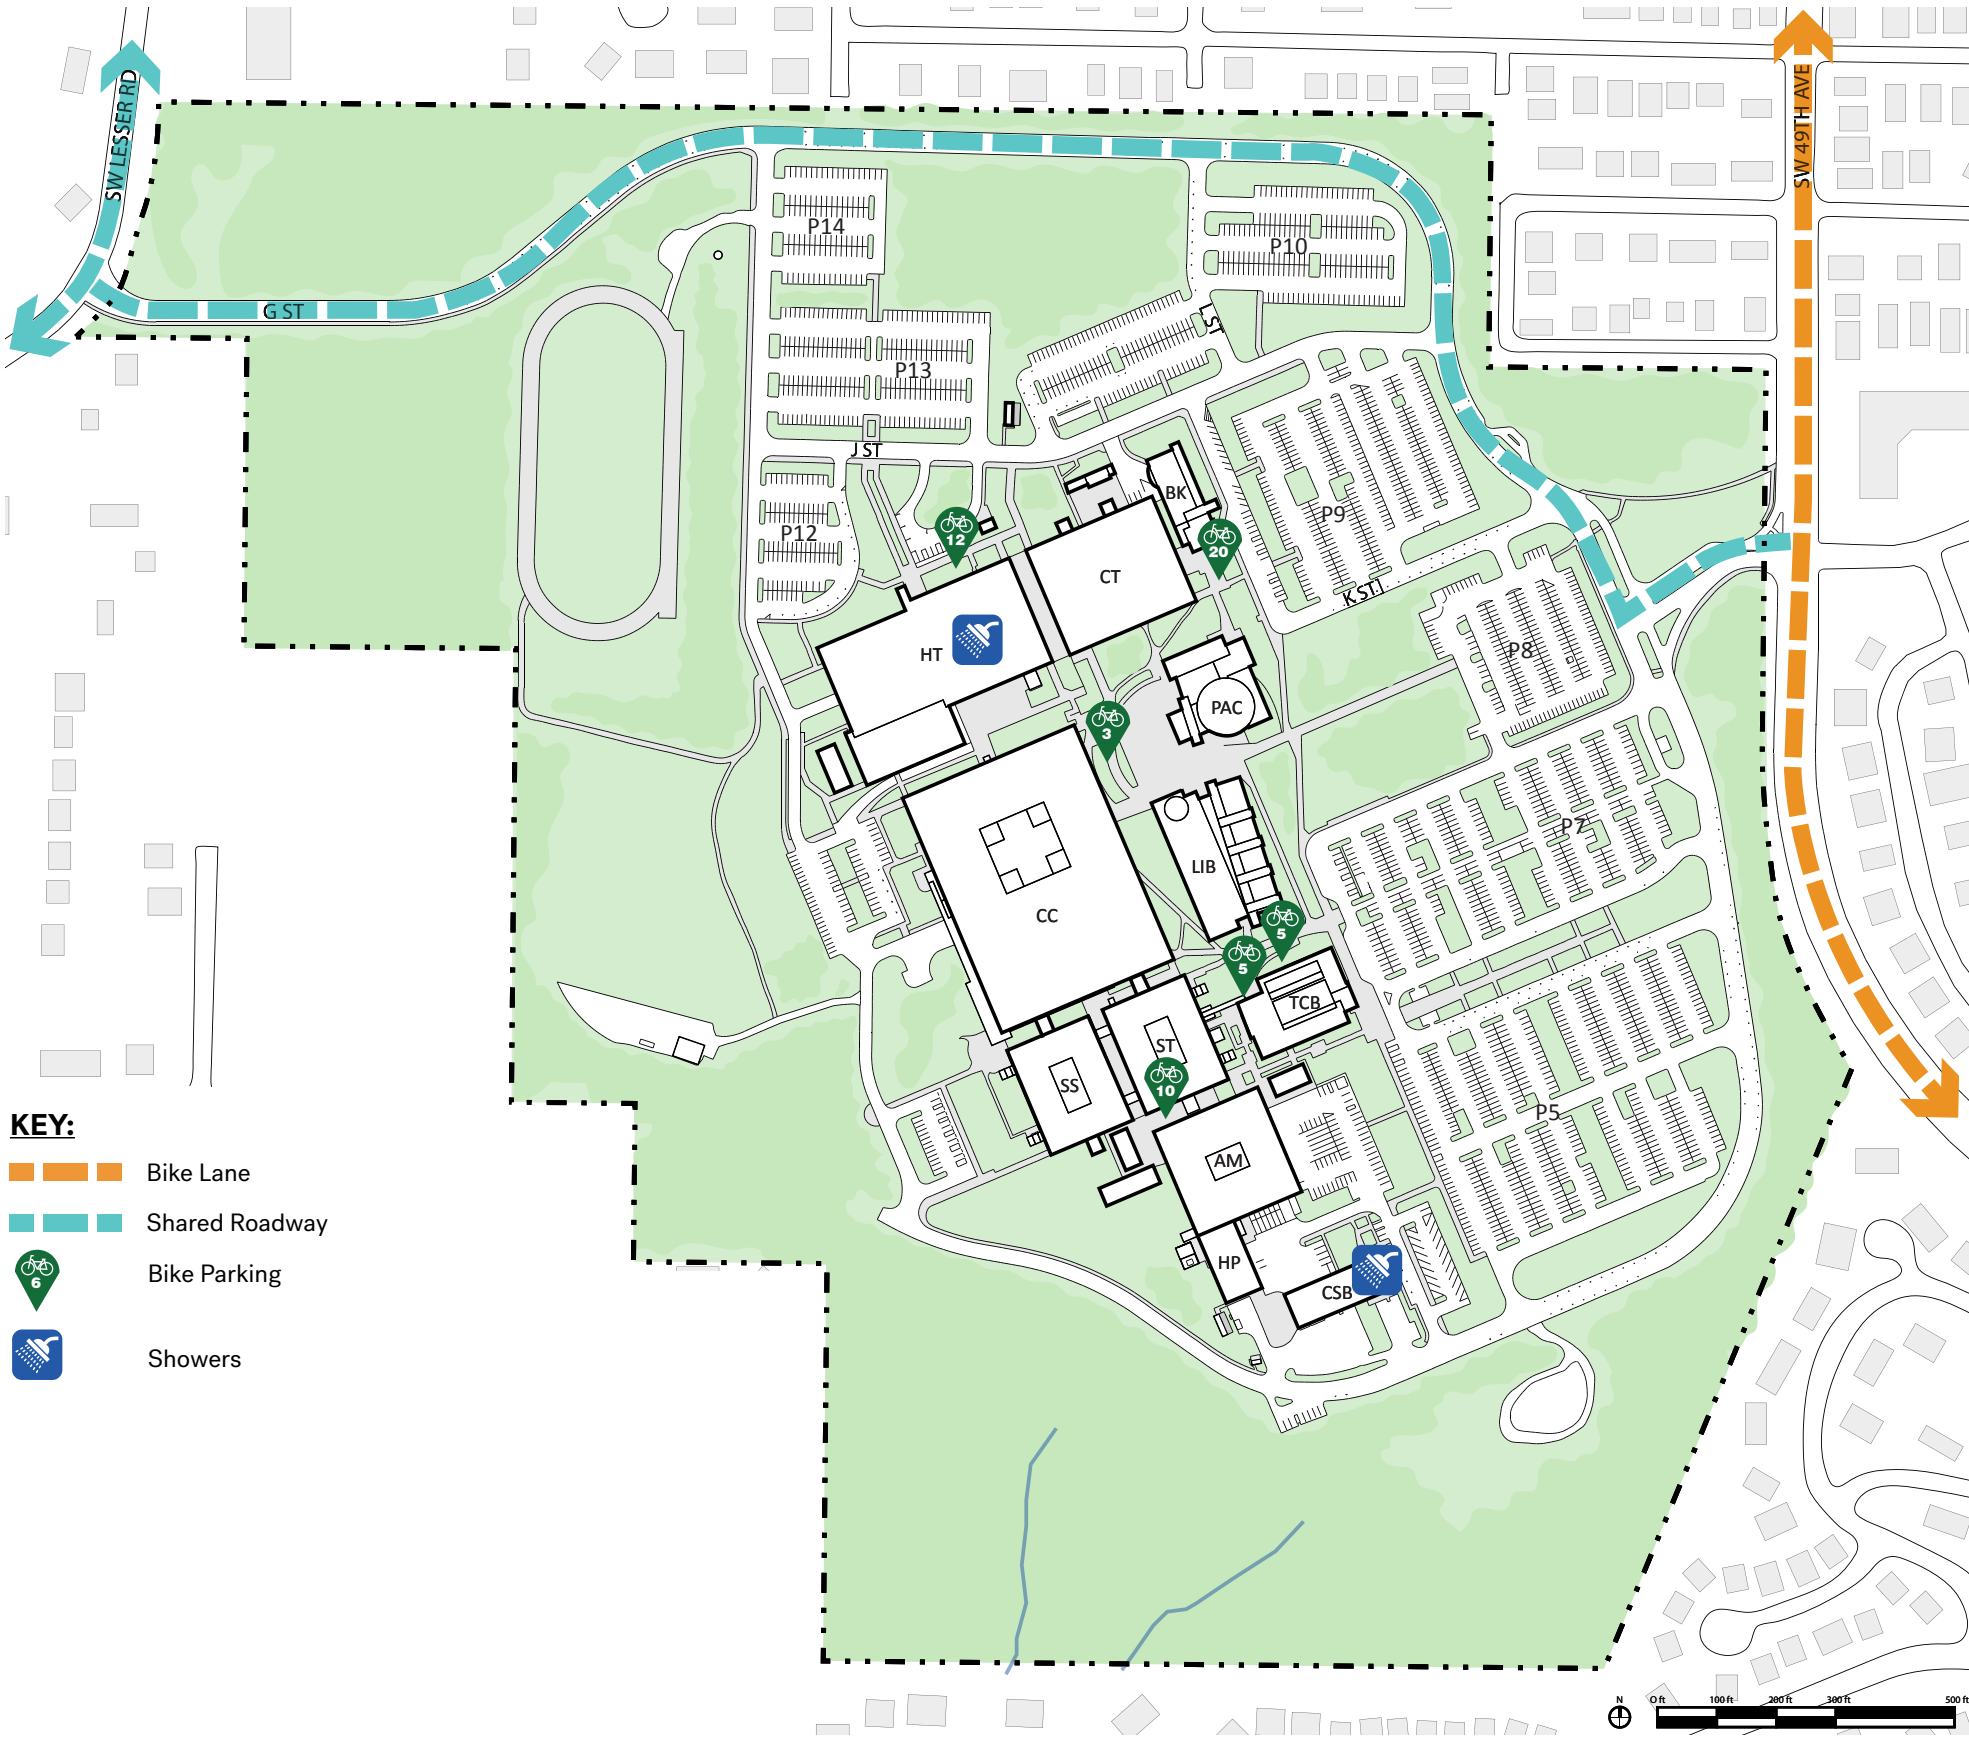 SW LESSER RD
SW 49TH AVE
G ST
P14
P10
L ST
P13
J ST
BK
P12
P9
12
20
CT
K ST
HT
P8
PAC
3
P7
LIB
CC
5
5
TCB
ST
SS
10
P5
AM
HP
CSB
KEY:
Bike Lane
Shared Roadway
6
Bike Parking
Showers
N
0 ft 100 ft 200 ft 300 ft 500 ft